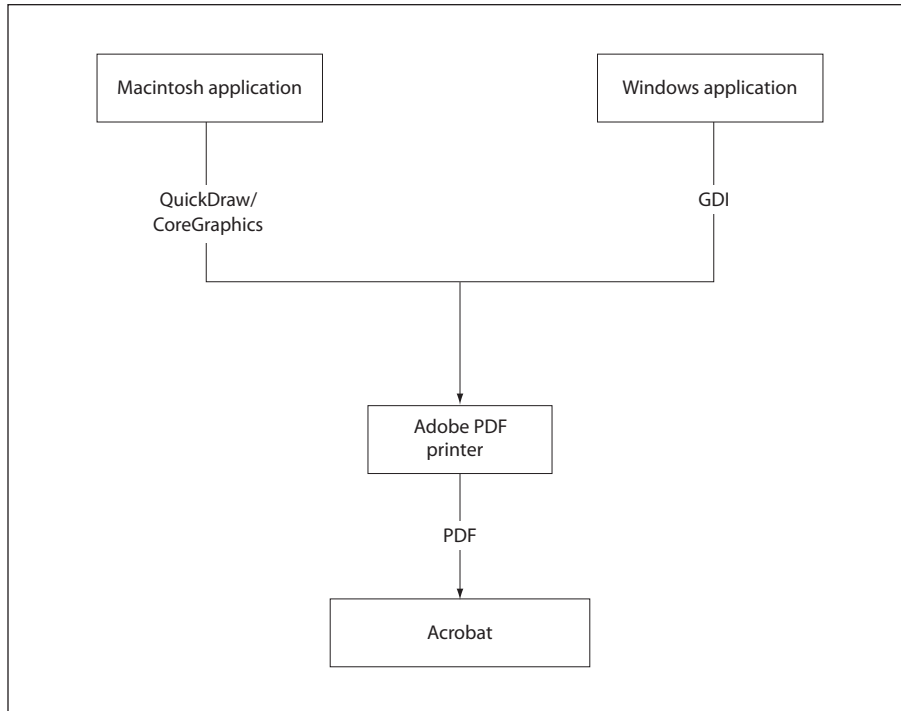 Macintosh application
Windows application
QuickDraw/
CoreGraphics
GDI
Adobe PDF
printer
PDF
Acrobat